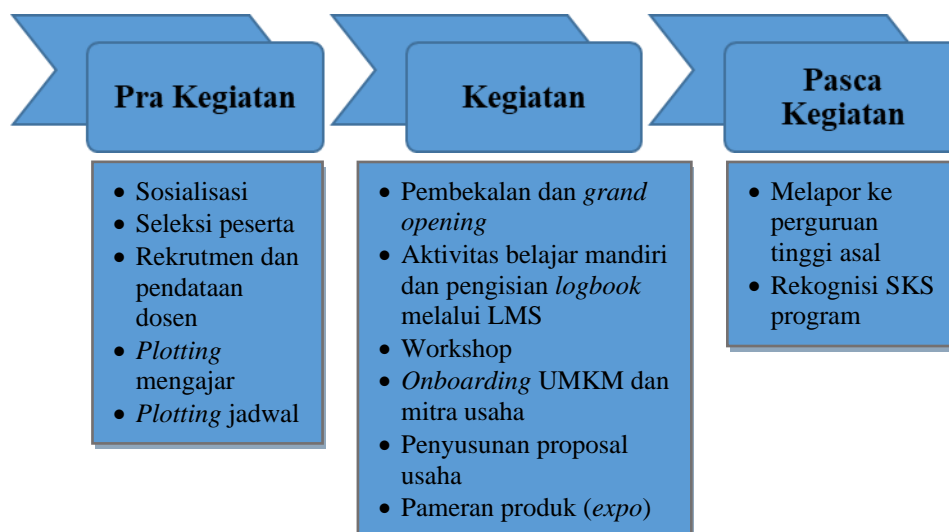 Pra Kegiatan
• Sosialisasi
• Seleksi peserta
• Rekrutmen dan
pendataan
dosen
• Plotting
mengajar
• Plotting jadwal
Kegiatan
• Pembekalan dan grand
opening
• Aktivitas belajar mandiri
dan pengisian logbook
melalui LMS
• Workshop
• Onboarding UMKM dan
mitra usaha
• Penyusunan proposal
usaha
• Pameran produk (expo)
Pasca
Kegiatan
• Melapor ke
perguruan
tinggi asal
• Rekognisi SKS
program